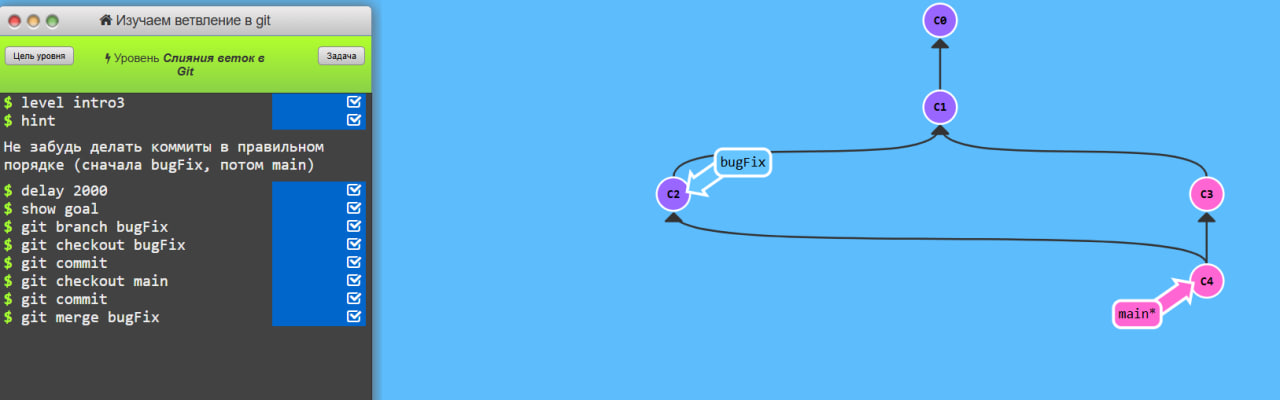 Изучаем ветвление в git
Цель уровня
Уровень Слияния веток в
Git
Задача
$ level intro3
$ hint
Не забудь делать коммиты в правильном
порядке (сначала bugFix, потом main)
$ delay 2000
$ show goal
$ git branch bugFix
$ git checkout bugFix
$ git commit
$ git checkout main
$ git commit
$ git merge bugFix
C0
C1
bugFix
C2
C3
C4
main*